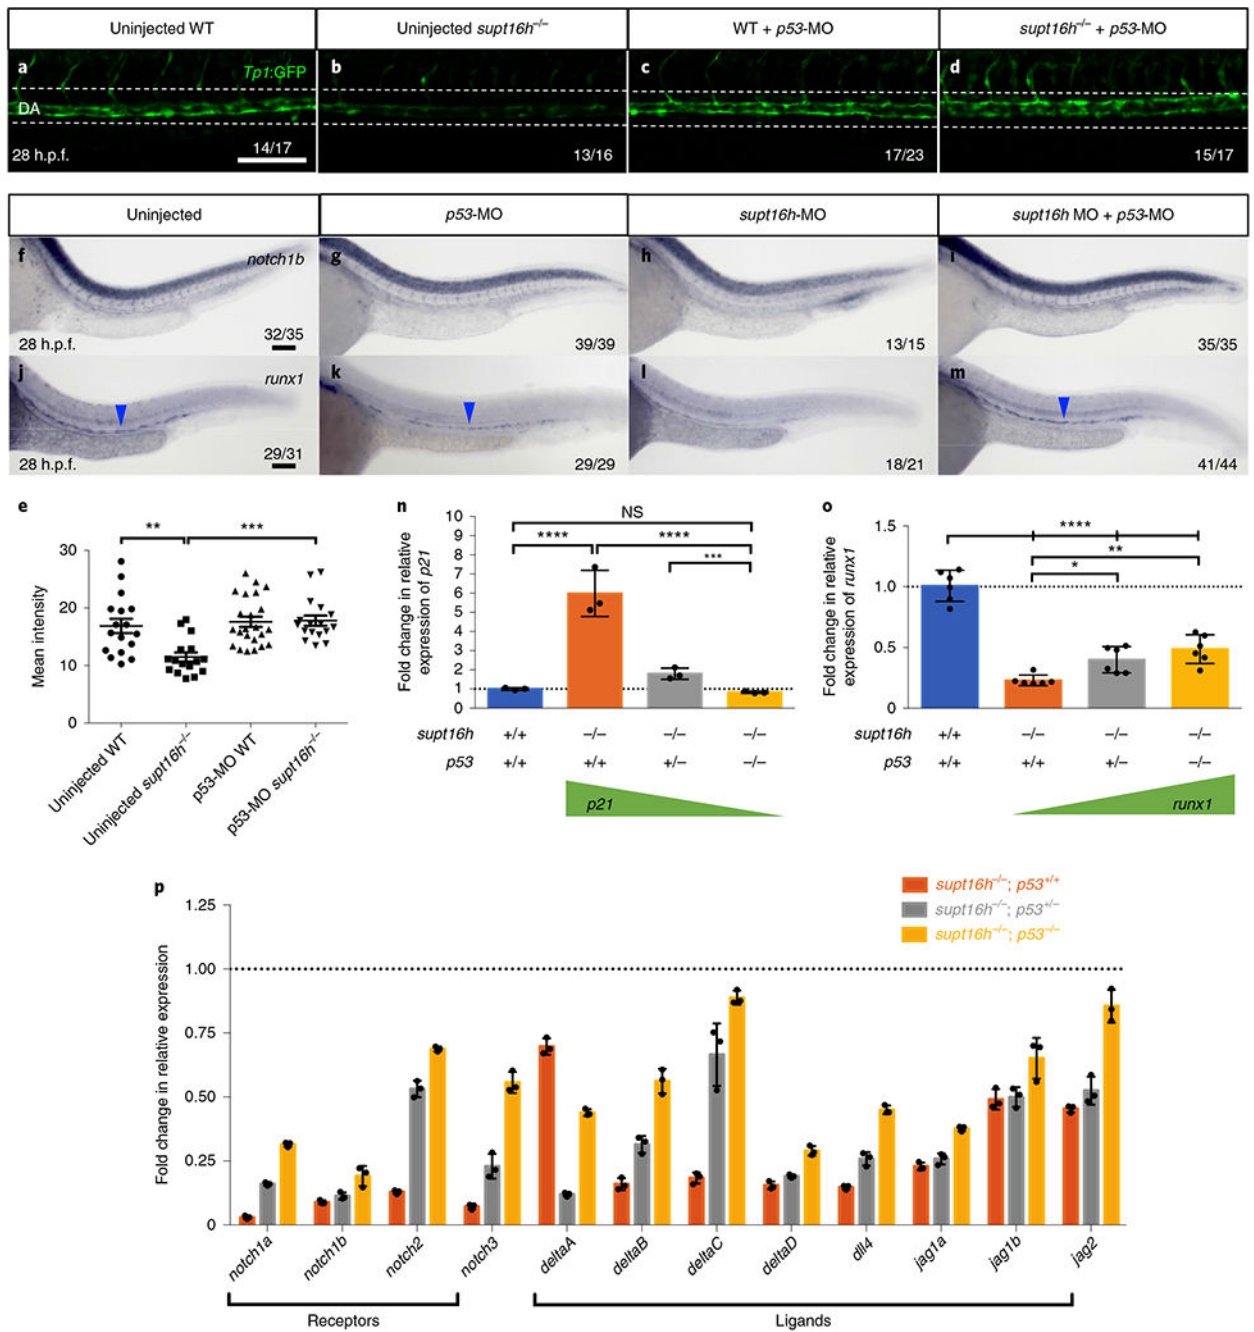 Uninjected WT
Uninjected supt16h–/–
WT + p53-MO
supt16h–/– + p53-MO
a
Tp1:GFP
DA
28 h.p.f.
14/17
b
13/16
c
17/23
d
15/17
Uninjected
p53-MO
supt16h-MO
supt16h MO + p53-MO
f
notch1b
32/35
28 h.p.f.
g
39/39
h
13/15
i
35/35
j
runx1
29/31
28 h.p.f.
k
29/29
l
18/21
m
41/44
e
Mean intensity
30
20
10
0
**
***
Uninjected WT
Uninjected supt16h–/–
p53-MO WT
p53-MO supt16h–/–
n
Fold change in relative
expression of p21
10
9
8
7
6
5
4
3
2
1
0
NS
****
****
***
supt16h +/+ –/– –/– –/–
p53 +/+ +/+ +/– –/–
p21
o
Fold change in relative
expression of runx1
1.5
1.0
0.5
0
****
**
*
supt16h +/+ –/– –/– –/–
p53 +/+ +/+ +/– –/–
runx1
p
supt16h–/–; p53+/+
supt16h–/–; p53+/–
supt16h–/–; p53–/–
Fold change in relative expression
1.25
1.00
0.75
0.50
0.25
0
notch1a
notch1b
notch2
notch3
deltaA
deltaB
deltaC
deltaD
dll4
jag1a
jag1b
jag2
Receptors
Ligands